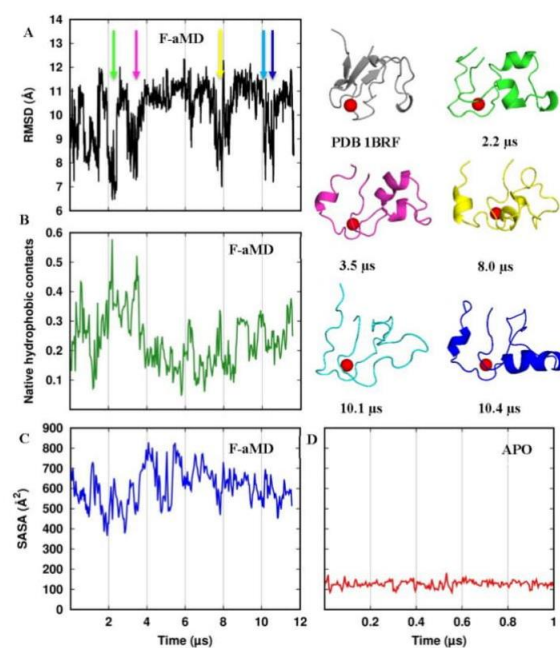 A
F-aMD
RMSD (Å)
14
13
12
11
10
9
8
7
6
PDB 1BRF
2.2 µs
3.5 µs
8.0 µs
10.1 µs
10.4 µs
B
F-aMD
Native hydrophobic contacts
0.6
0.5
0.4
0.3
0.2
0.1
C
F-aMD
SASA (Å²)
900
800
700
600
500
400
300
200
100
0
0 2 4 6 8 10 12
Time (µs)
D
APO
0.2 0.4 0.6 0.8 1
Time (µs)